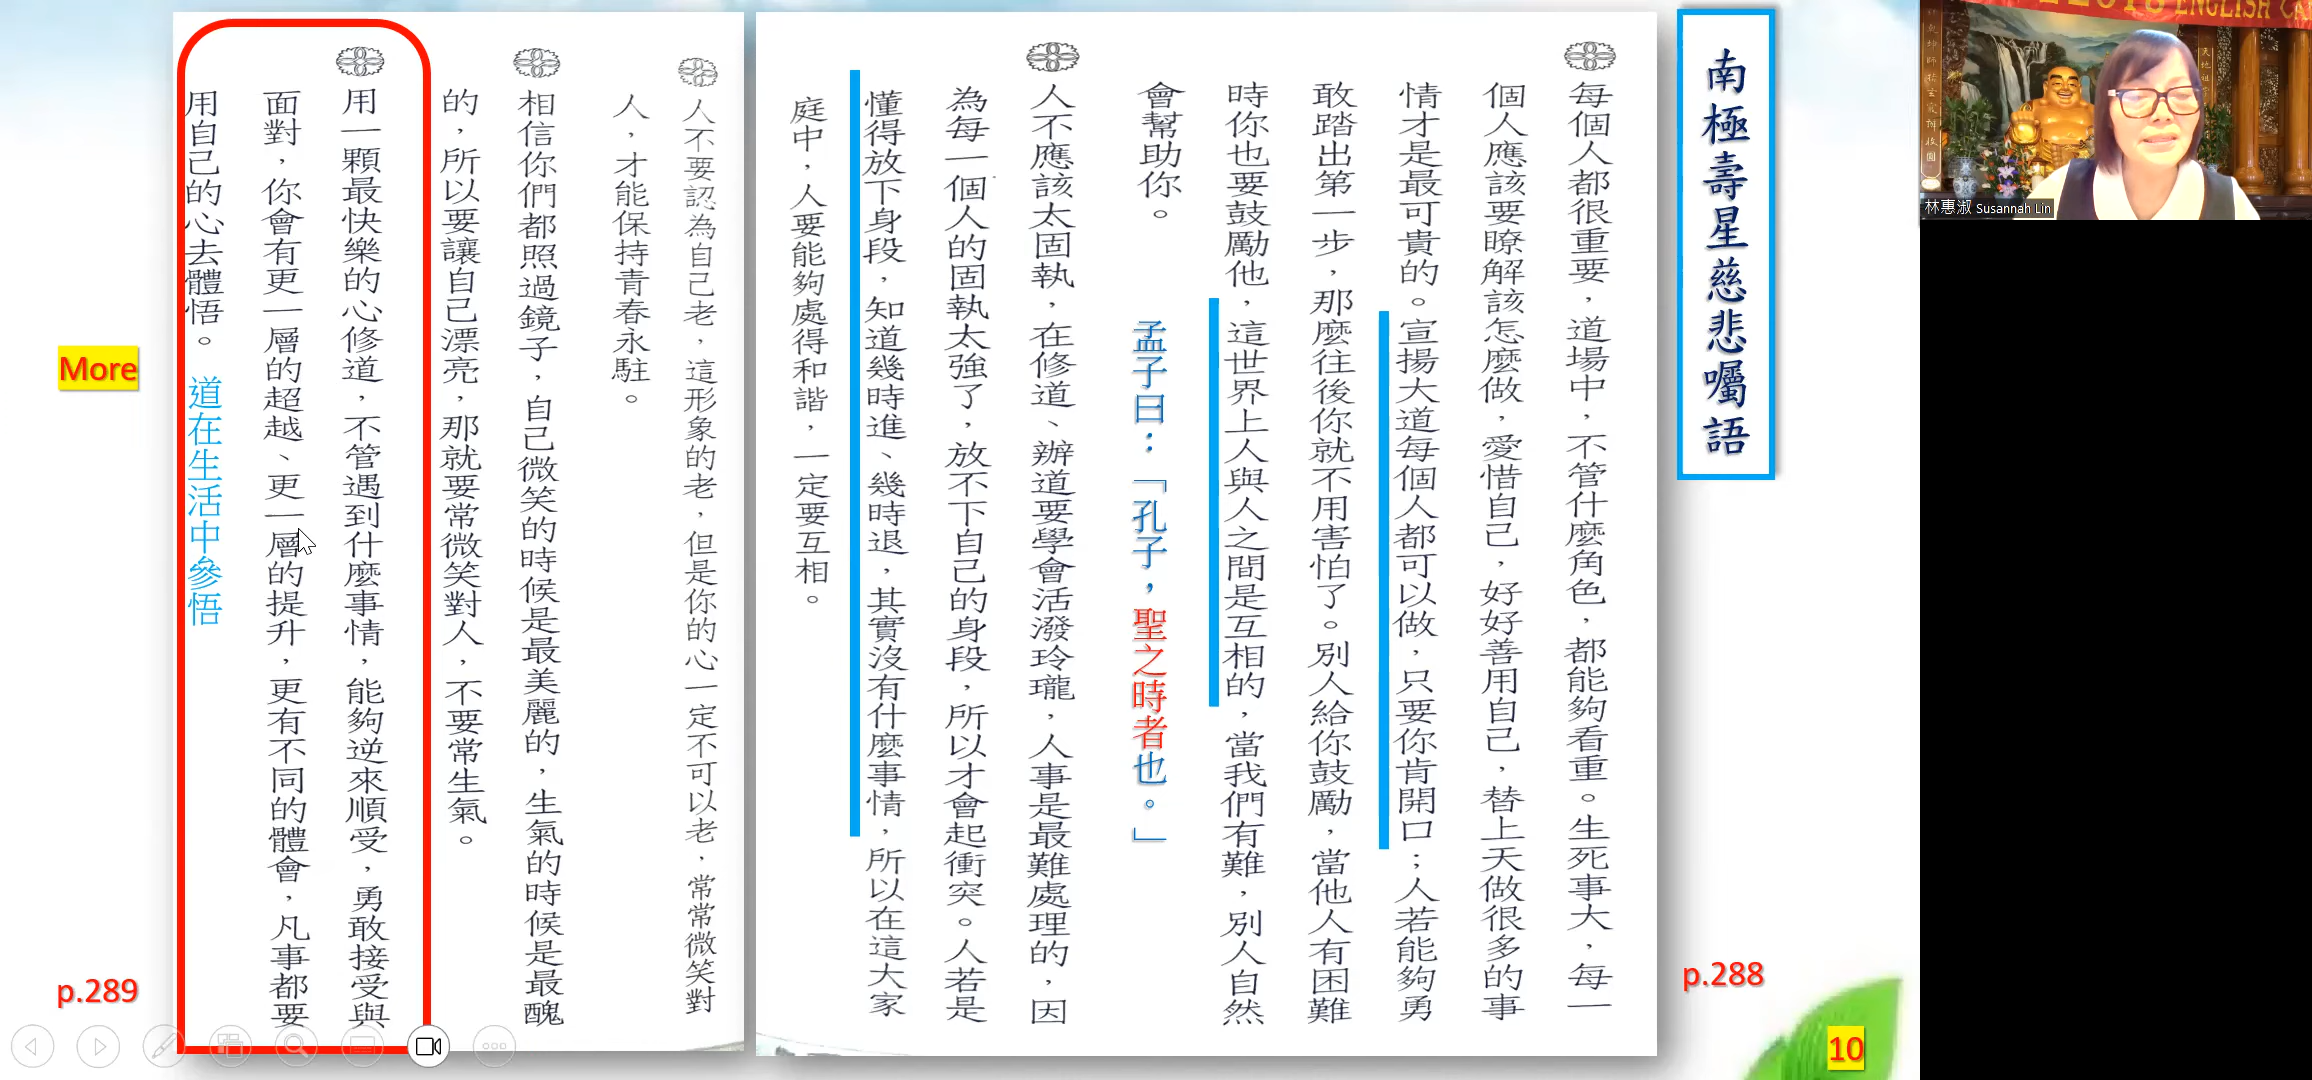 南極壽星慈悲囑語
每個人都很重要，道場中，不管什麼角色，都能夠看重。生死事大，每一
個人應該要瞭解該怎麼做，愛惜自己，好好善用自己，替上天做很多的事
情才是最可貴的。宣揚大道每個人都可以做，只要你肯開口；人若能夠勇
敢踏出第一步，那麼往後你就不用害怕了。別人給你鼓勵，當他人有困難
時你也要鼓勵他，這世界上人與人之間是互相的，當我們有難，別人自然
會幫助你。
孟子曰：「孔子，聖之時者也。」
人不應該太固執，在修道、辦道要學會活潑玲瓏，人事是最難處理的，因
為每一個人的固執太強了，放不下自己的身段，所以才會起衝突。人若是
懂得放下身段，知道幾時進、幾時退，其實沒有什麼事情，所以在這大家
庭中，人要能夠處得和諧，一定要互相。
p.288
人不要認為自己老，這形象的老，但是你的心一定不可以老，常常微笑對
人，才能保持青春永駐。
相信你們都照過鏡子，自己微笑的時候是最美麗的，生氣的時候是最醜
的，所以要讓自己漂亮，那就要常微笑對人，不要常生氣。
用一顆最快樂的心修道，不管遇到什麼事情，能夠逆來順受，勇敢接受與
面對，你會有更一層的超越、更一層的提升，更有不同的體會，凡事都要
用自己的心去體悟。
道在生活中參悟
More
p.289
10
2018 ENGLISH CA
天地祖
林惠淑 Susannah Lin